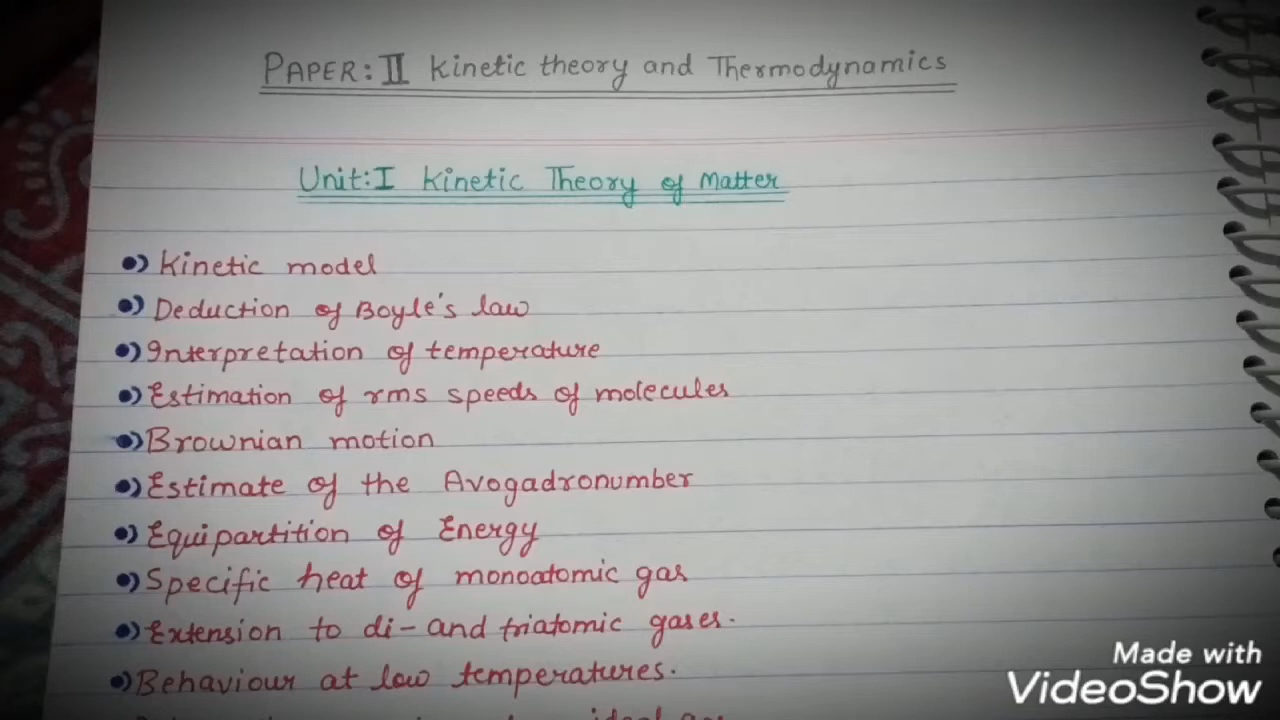 PAPER: II Kinetic theory and Thermodynamics
Unit: I Kinetic Theory of Matter
•) Kinetic model
•) Deduction of Boyle's law
•) Interpretation of temperature
•) Estimation of rms speeds of molecules
•) Brownian motion
•) Estimate of the Avogadronumber
•) Equipartition of Energy
•) Specific heat of monoatomic gas
•) Extension to di- and triatomic gases.
•) Behaviour at low temperatures.
ideal gas
Made with
VideoShow